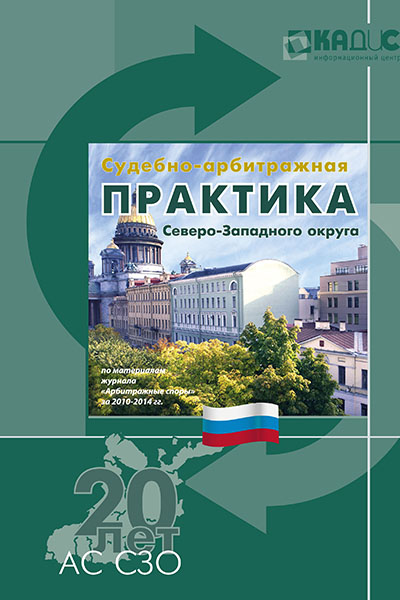 КАДИС
информационный центр
Судебно-арбитражная
ПРАКТИКА
Северо-Западного округа
по материалам
журнала
«Арбитражные споры»
за 2010-2014 гг.
20
лет
АС СЗО